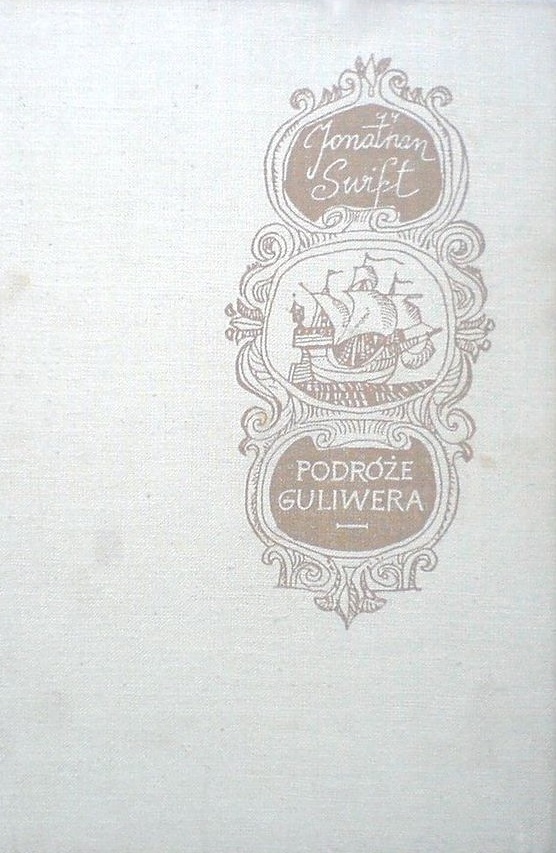 Jonathan
Swift
PODRÓŻE
GULIWERA